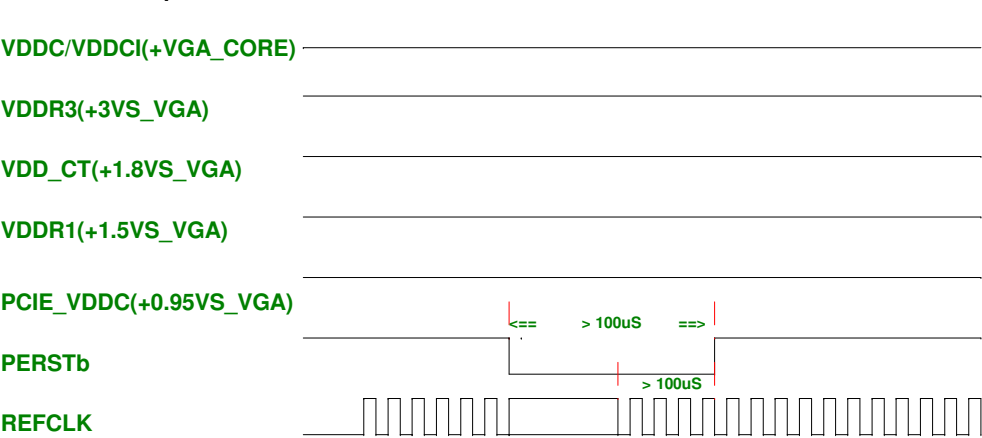 VDDC/VDDCI(+VGA_CORE)
VDDR3(+3VS_VGA)
VDD_CT(+1.8VS_VGA)
VDDR1(+1.5VS_VGA)
PCIE_VDDC(+0.95VS_VGA)
<== > 100uS ==>
PERSTb
> 100uS
REFCLK